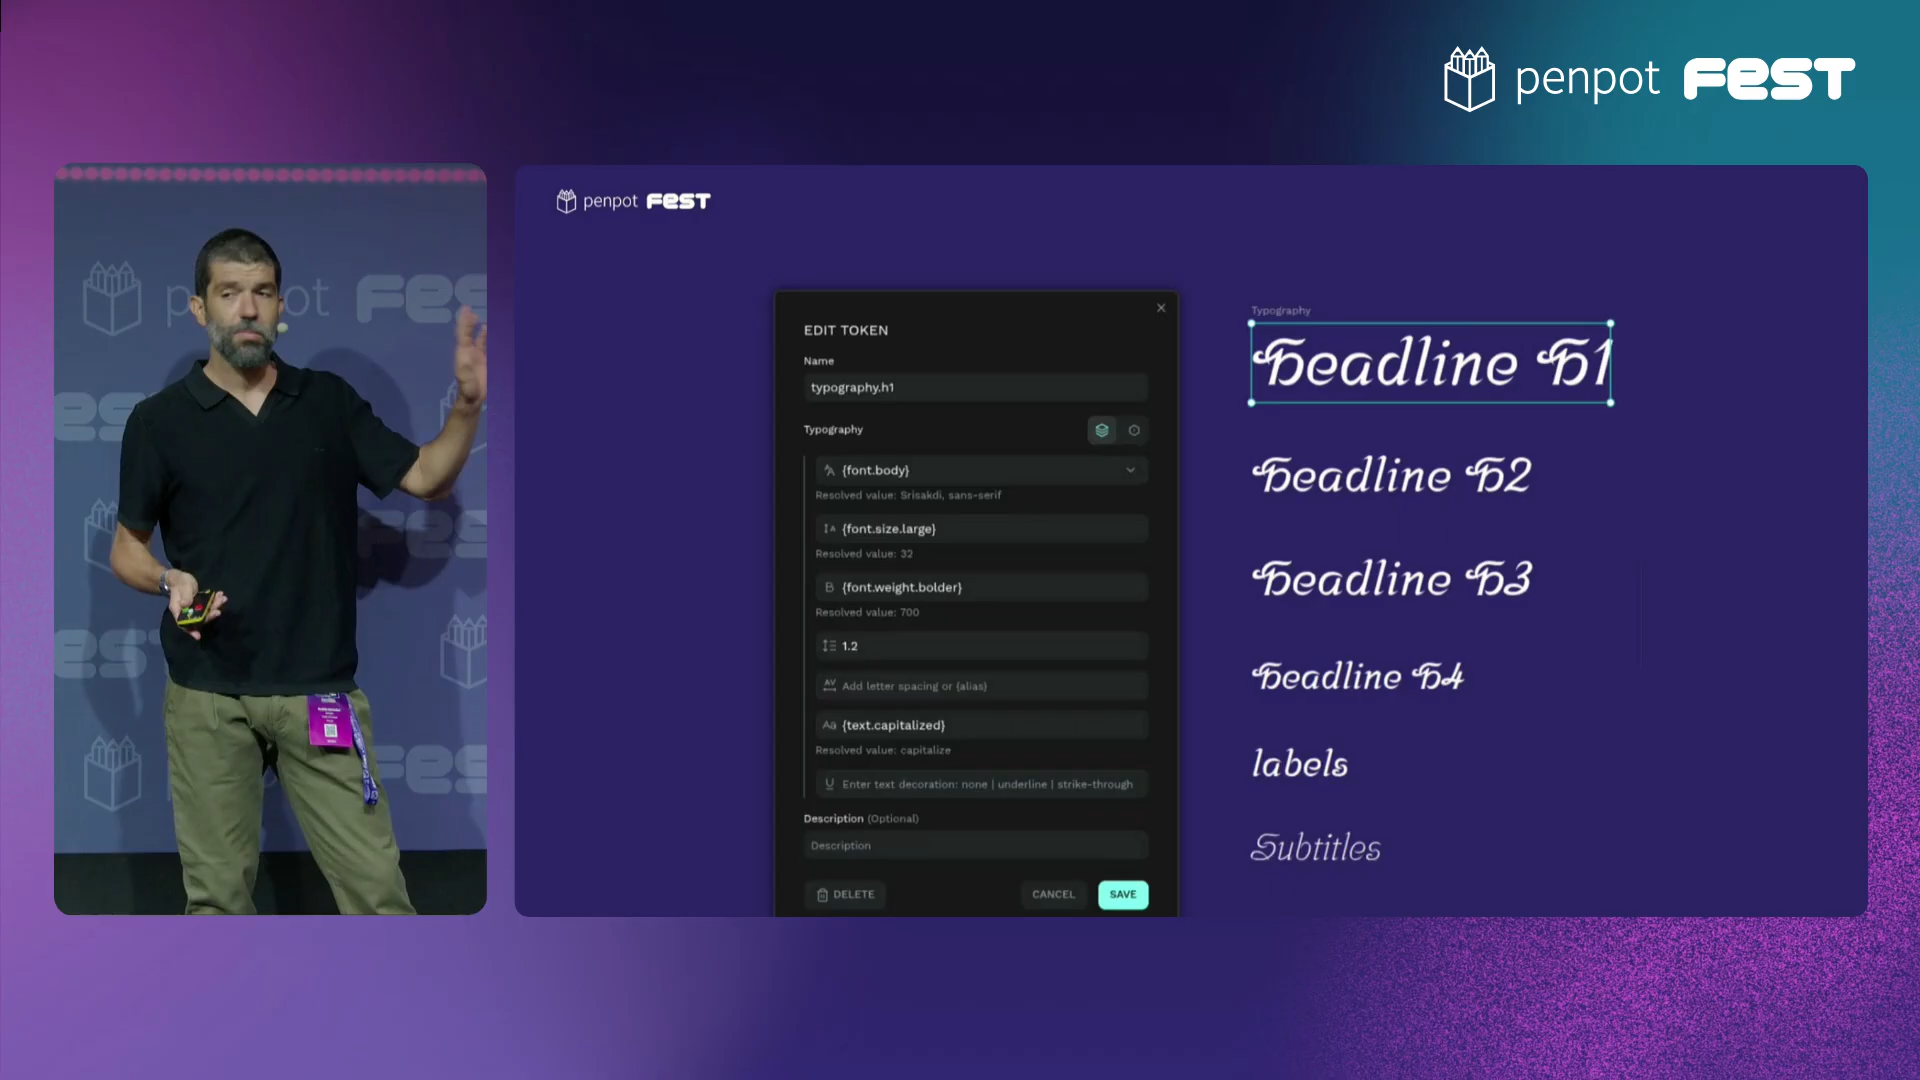 penpot FEST
penpot FEST
EDIT TOKEN
Name
typography.h1
Typography
{font.body}
Resolved value: Srisakdi, sans-serif
{font.size.large}
Resolved value: 32
{font.weight.bolder}
Resolved value: 700
1.2
Add letter spacing or {alias}
{text.capitalized}
Resolved value: capitalize
Enter text decoration: none | underline | strike-through
Description (Optional)
Description
DELETE
CANCEL
SAVE
Typography
Headline H1
Headline H2
Headline H3
Headline H4
labels
Subtitles